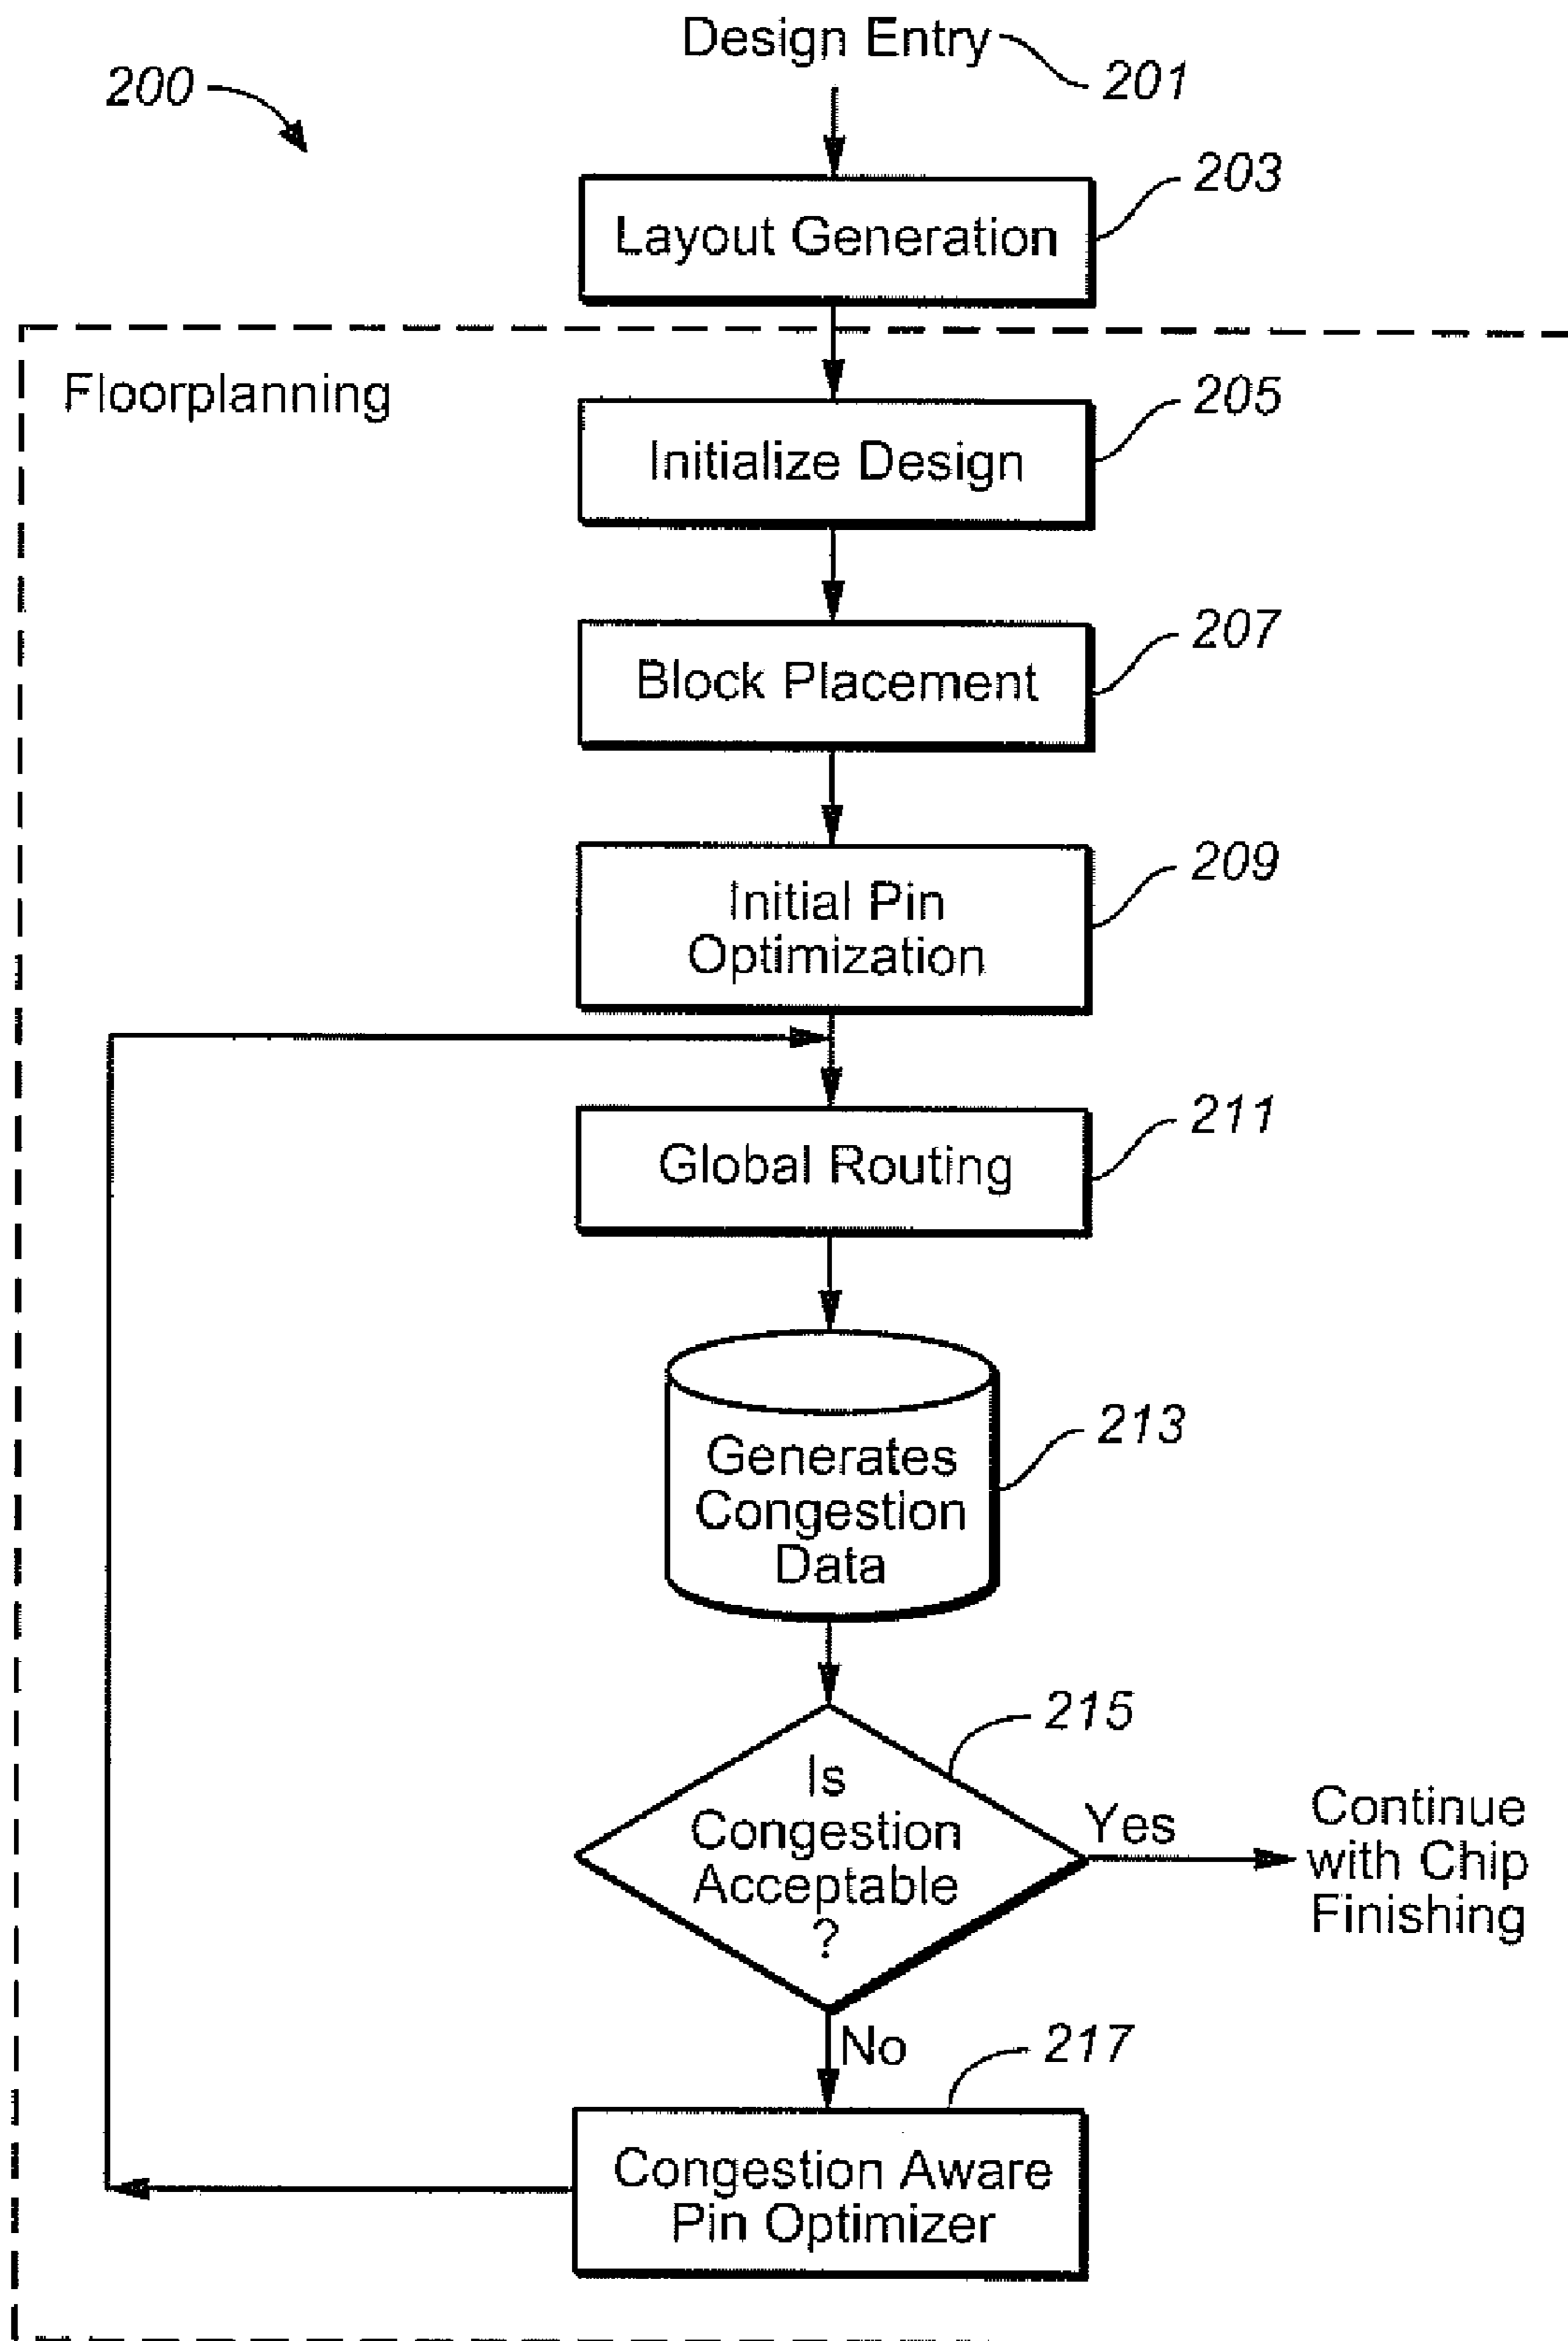 Design Entry
201
200
203
Layout Generation
Floorplanning
205
Initialize Design
207
Block Placement
209
Initial Pin
Optimization
211
Global Routing
213
Generates
Congestion
Data
215
Is
Congestion
Acceptable
?
Yes
Continue
with Chip
Finishing
No
217
Congestion Aware
Pin Optimizer